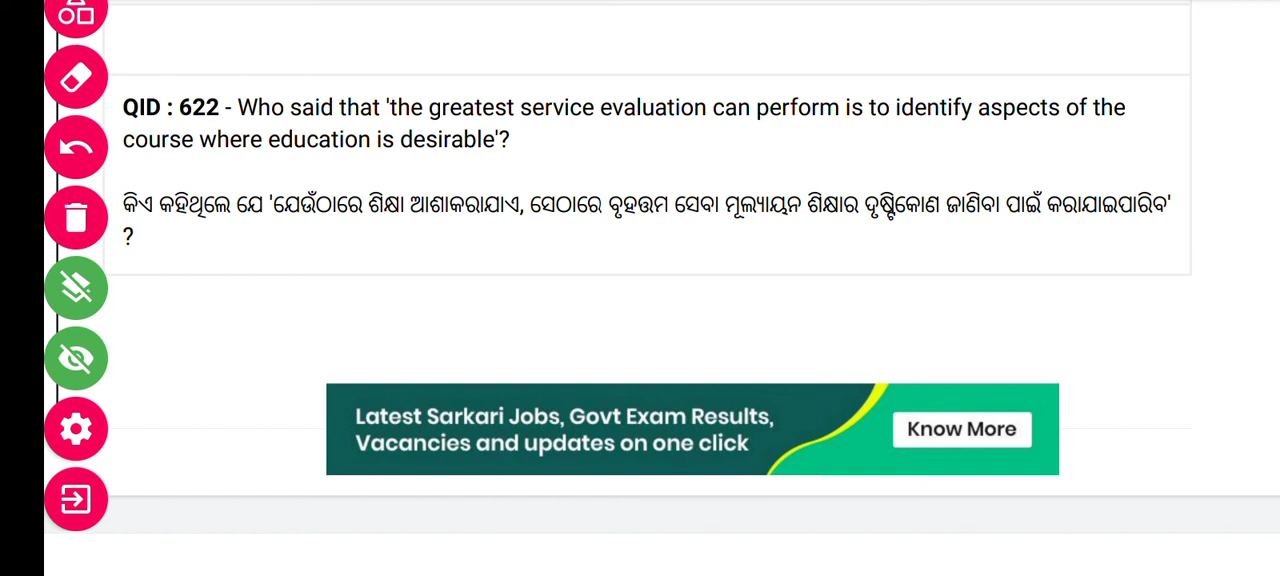 QID : 622 - Who said that 'the greatest service evaluation can perform is to identify aspects of the
course where education is desirable'?
କିଏ କହିଥିଲେ ଯେ 'ଯେଉଁଠାରେ ଶିକ୍ଷା ଆଶାକରାଯାଏ, ସେଠାରେ ବୃହତ୍ତମ ସେବା ମୂଲ୍ୟାୟନ ଶିକ୍ଷାର ଦୃଷ୍ଟିକୋଣ ଜାଣିବା ପାଇଁ କରାଯାଇପାରିବ'
?
Latest Sarkari Jobs, Govt Exam Results,
Vacancies and updates on one click
Know More